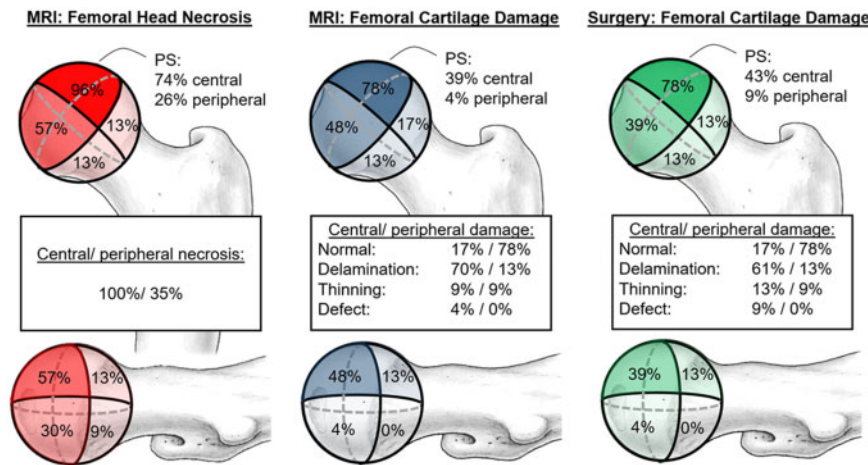 MRI: Femoral Head Necrosis
PS:
74% central
26% peripheral
96%
57%
13%
13%
Central/ peripheral necrosis:
100%/ 35%
57%
13%
30%
9%
MRI: Femoral Cartilage Damage
PS:
39% central
4% peripheral
78%
48%
17%
13%
Central/ peripheral damage:
Normal: 17% / 78%
Delamination: 70% / 13%
Thinning: 9% / 9%
Defect: 4% / 0%
48%
13%
4%
0%
Surgery: Femoral Cartilage Damage
PS:
43% central
9% peripheral
78%
39%
13%
13%
Central/ peripheral damage:
Normal: 17% / 78%
Delamination: 61% / 13%
Thinning: 13% / 9%
Defect: 9% / 0%
39%
13%
4%
0%